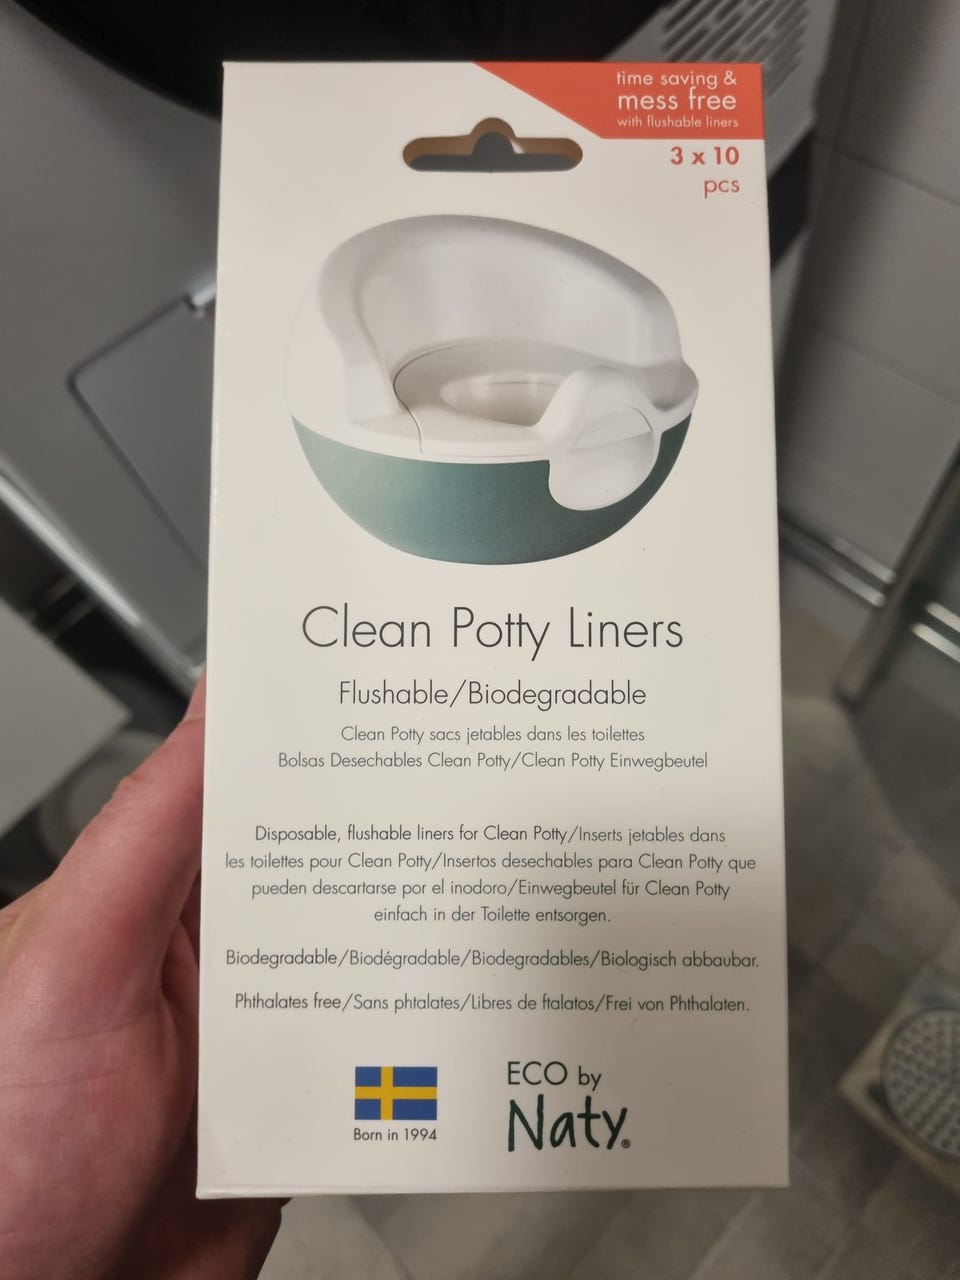 time saving &
mess free
with flushable liners
3 x 10
pcs
Clean Potty Liners
Flushable/Biodegradable
Clean Potty sacs jetables dans les toilettes
Bolsas Desechables Clean Potty/Clean Potty Einwegbeutel
Disposable, flushable liners for Clean Potty/Inserts jetables dans
les toilettes pour Clean Potty/Insertos desechables para Clean Potty que
pueden descartarse por el inodoro/Einwegbeutel für Clean Potty
einfach in der Toilette entsorgen.
Biodegradable/Biodégradable/Biodegradables/Biologisch abbaubar.
Phthalates free/Sans phtalates/Libres de ftalatos/Frei von Phthalaten.
Born in 1994
ECO by
Naty®